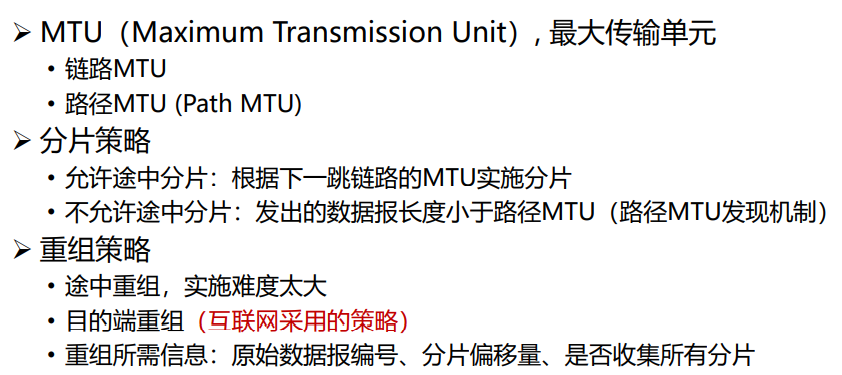 ➢ MTU（Maximum Transmission Unit）, 最大传输单元
• 链路MTU
• 路径MTU (Path MTU)
➢ 分片策略
• 允许途中分片：根据下一跳链路的MTU实施分片
• 不允许途中分片：发出的数据报长度小于路径MTU（路径MTU发现机制）
➢ 重组策略
• 途中重组，实施难度太大
• 目的端重组（互联网采用的策略）
• 重组所需信息：原始数据报编号、分片偏移量、是否收集所有分片